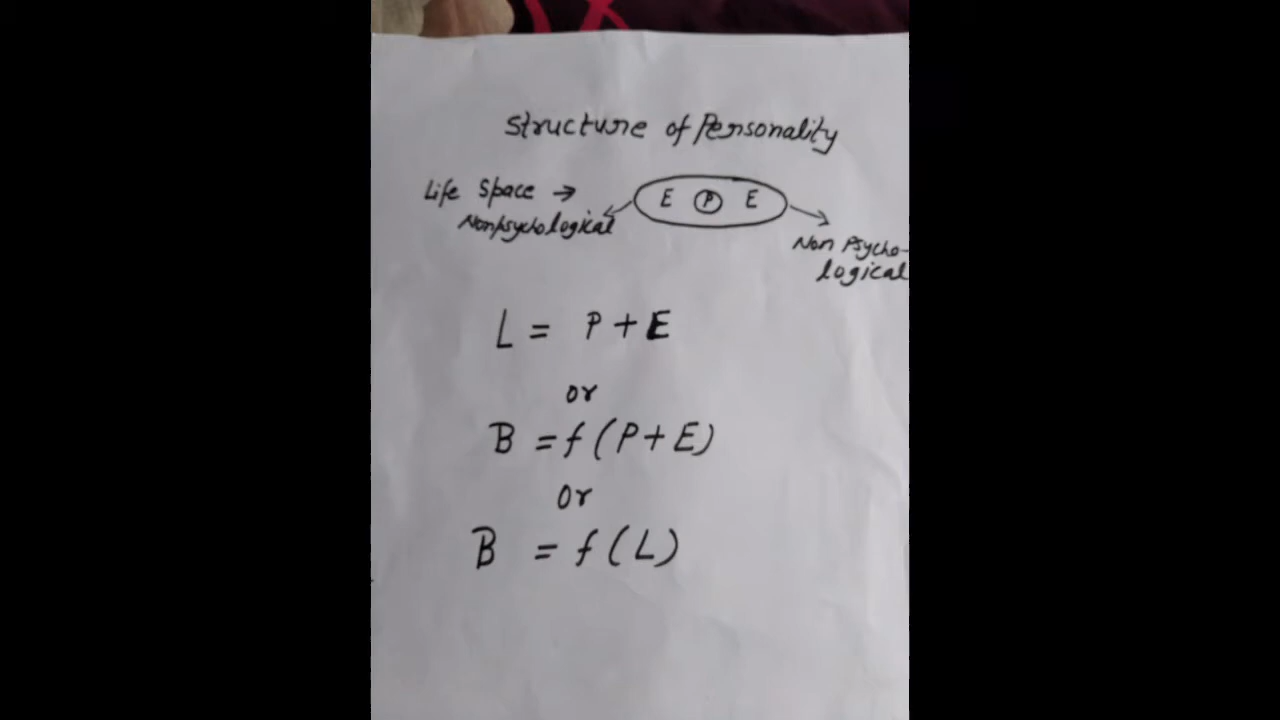 Structure of Personality
Life Space → E P E
Nonpsychological
Non Psycho-
logical
L = P + E
or
B = f (P + E)
or
B = f (L)